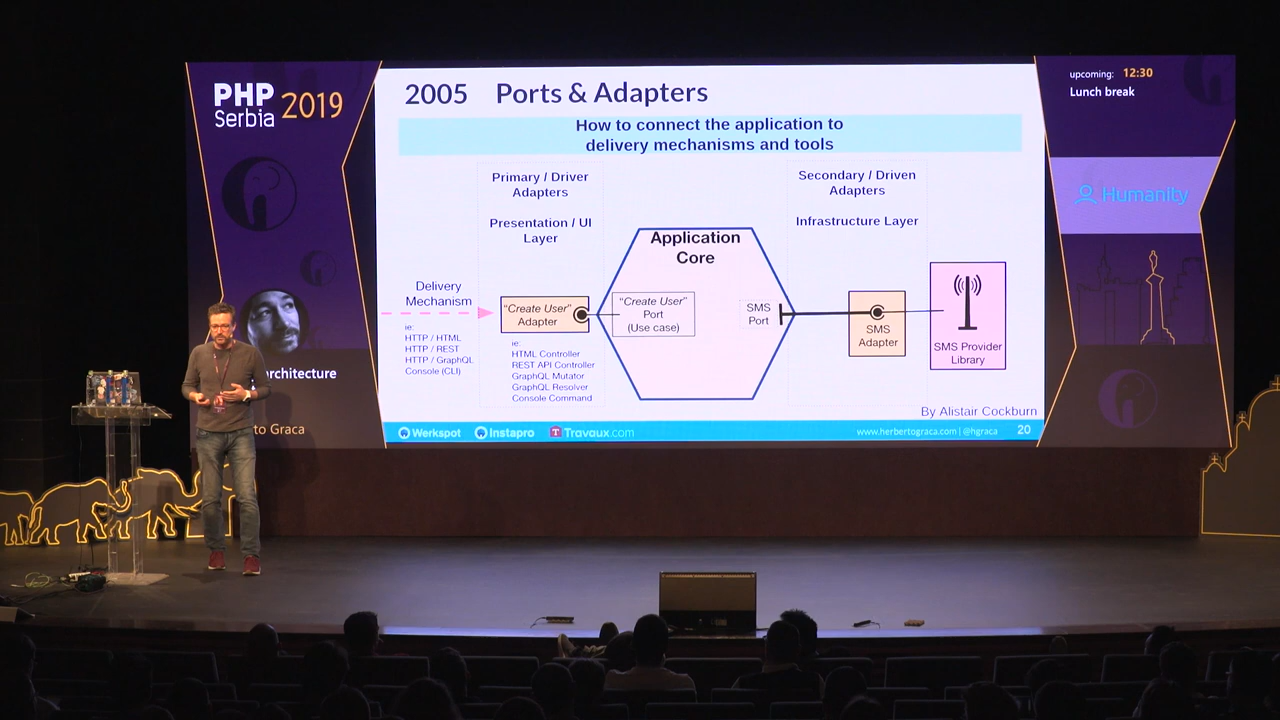 PHP
Serbia 2019
architecture
to Graca
2005 Ports & Adapters
How to connect the application to
delivery mechanisms and tools
Primary / Driver
Adapters
Presentation / UI
Layer
Secondary / Driven
Adapters
Infrastructure Layer
Application
Core
Delivery
Mechanism
ie:
HTTP / HTML
HTTP / REST
HTTP / GraphQL
Console (CLI)
"Create User"
Adapter
ie:
HTML Controller
REST API Controller
GraphQL Mutator
GraphQL Resolver
Console Command
"Create User"
Port
(Use case)
SMS
Port
SMS
Adapter
SMS Provider
Library
By Alistair Cockburn
Werkspot Instapro Travaux.com
www.herbertograca.com | @hgraca 20
upcoming: 12:30
Lunch break
Humanity